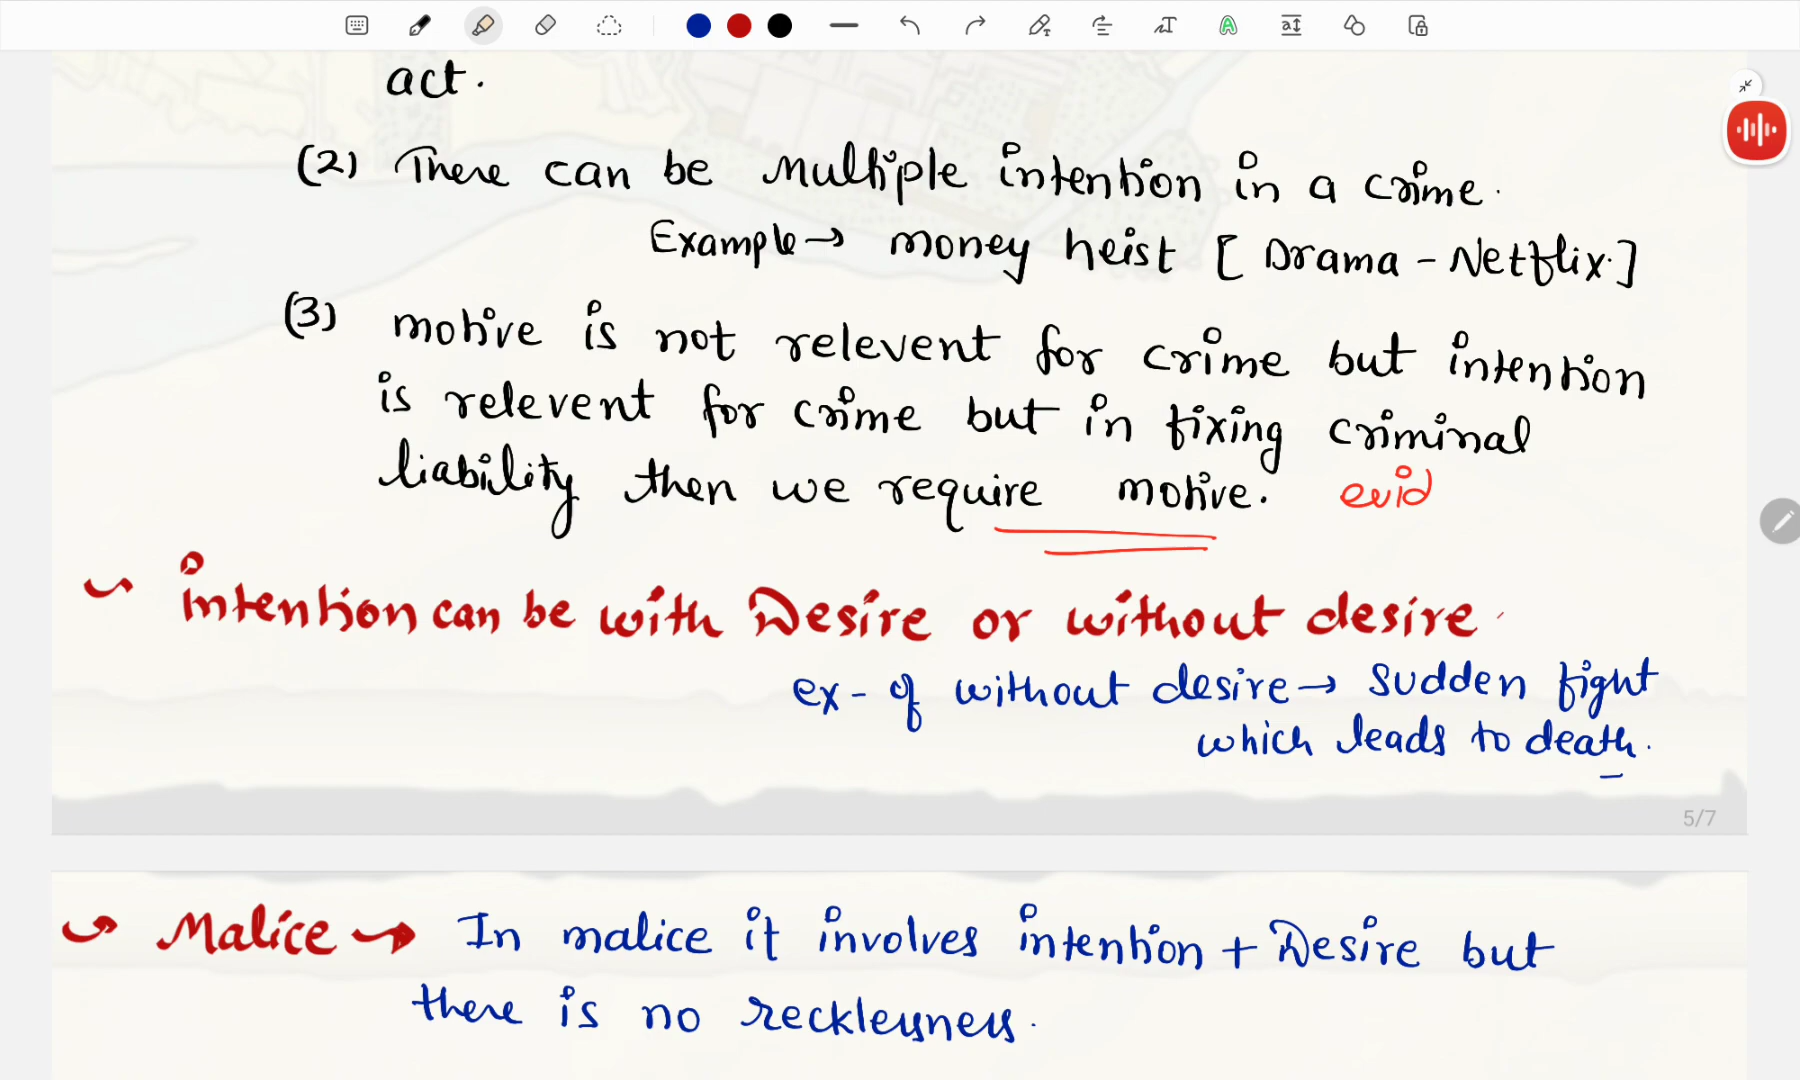 act.
(2) There can be Multiple intention in a crime.
Example → money heist [Drama - Netflix.]
(3) motive is not relevent for crime but intention
is relevent for crime but in fixing criminal
liability then we require motive. evid
intention can be with Desire or without desire.
ex - of without desire → Sudden fight
which leads to death.
5/7
Malice → In malice it involves intention + Desire but
there is no recklessness.